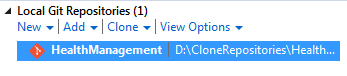 Local Git Repositories (1)
New Add Clone View Options
HealthManagement | D:\CloneRepositories\Health...